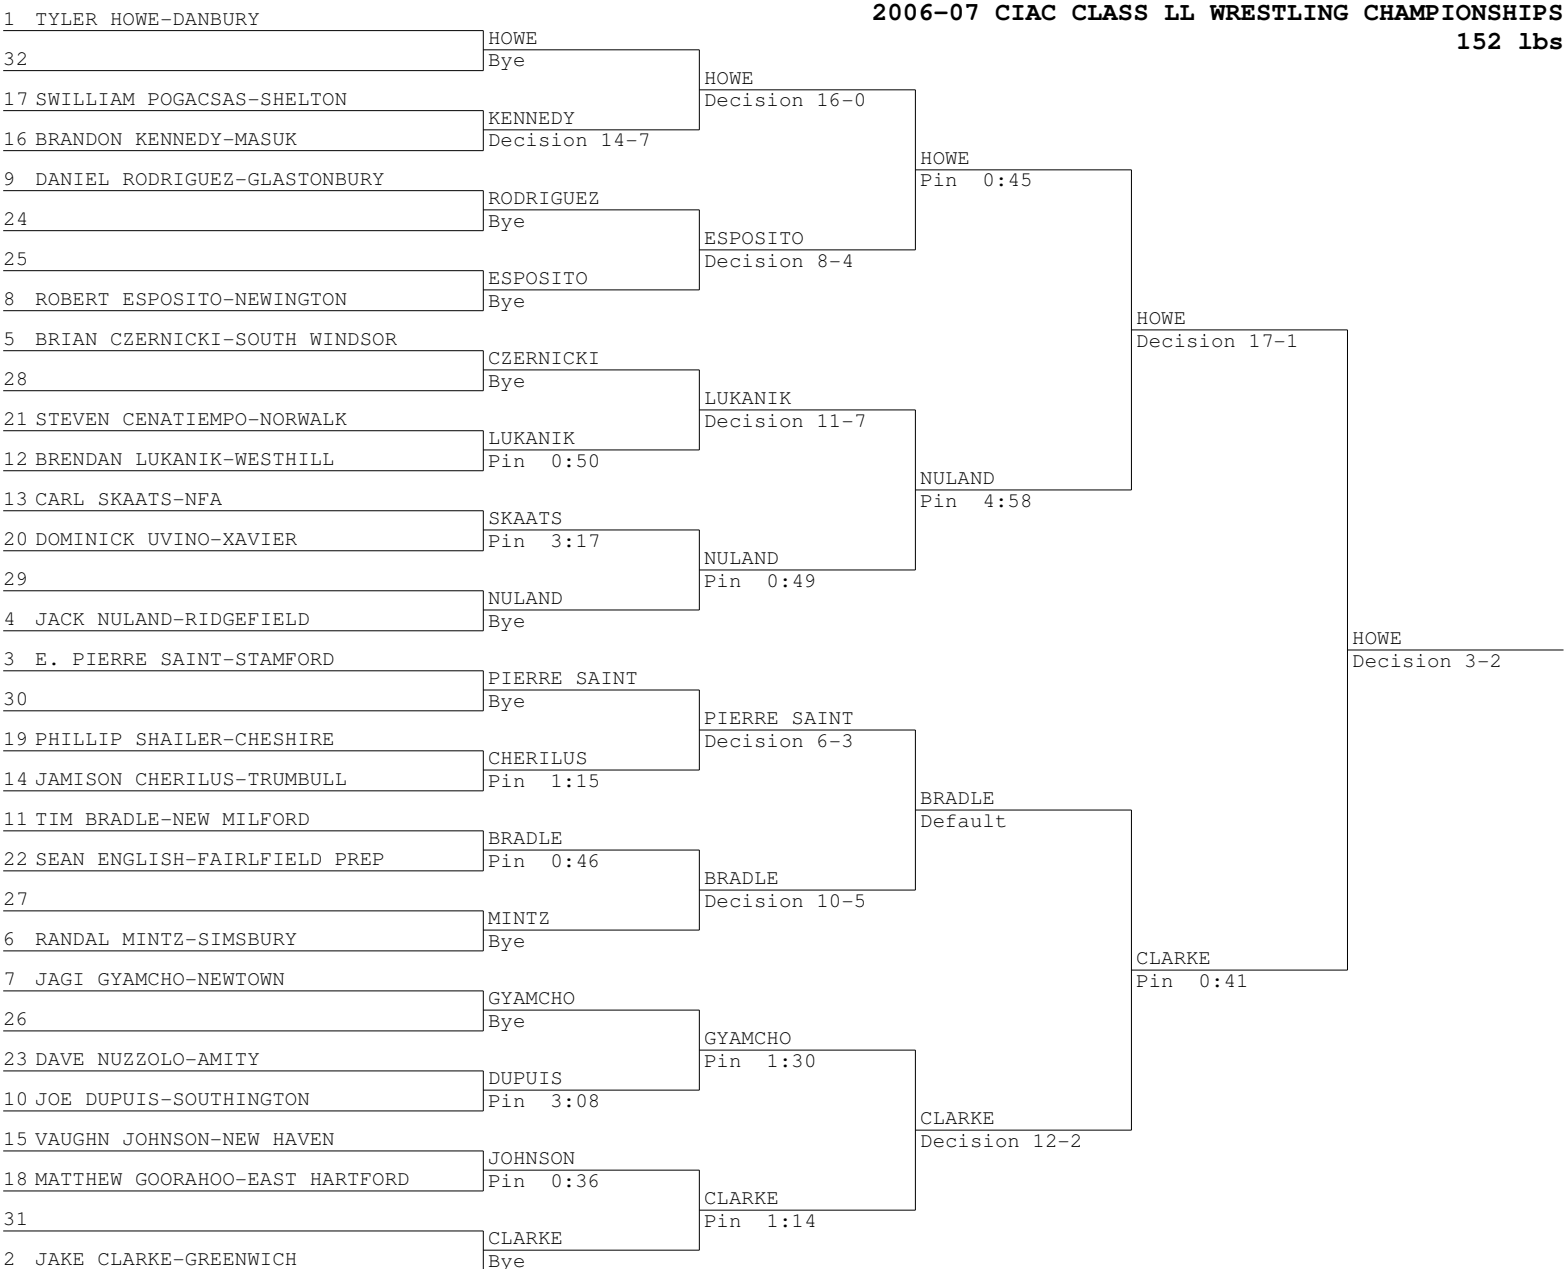 2006-07 CIAC CLASS LL WRESTLING CHAMPIONSHIPS
152 lbs
1 TYLER HOWE-DANBURY
32
17 SWILLIAM POGACSAS-SHELTON
16 BRANDON KENNEDY-MASUK
9 DANIEL RODRIGUEZ-GLASTONBURY
24
25
8 ROBERT ESPOSITO-NEWINGTON
5 BRIAN CZERNICKI-SOUTH WINDSOR
28
21 STEVEN CENATIEMPO-NORWALK
12 BRENDAN LUKANIK-WESTHILL
13 CARL SKAATS-NFA
20 DOMINICK UVINO-XAVIER
29
4 JACK NULAND-RIDGEFIELD
3 E. PIERRE SAINT-STAMFORD
30
19 PHILLIP SHAILER-CHESHIRE
14 JAMISON CHERILUS-TRUMBULL
11 TIM BRADLE-NEW MILFORD
22 SEAN ENGLISH-FAIRLFIELD PREP
27
6 RANDAL MINTZ-SIMSBURY
7 JAGI GYAMCHO-NEWTOWN
26
23 DAVE NUZZOLO-AMITY
10 JOE DUPUIS-SOUTHINGTON
15 VAUGHN JOHNSON-NEW HAVEN
18 MATTHEW GOORAHOO-EAST HARTFORD
31
2 JAKE CLARKE-GREENWICH
HOWE
Bye
KENNEDY
Decision 14-7
RODRIGUEZ
Bye
ESPOSITO
Bye
CZERNICKI
Bye
LUKANIK
Pin 0:50
SKAATS
Pin 3:17
NULAND
Bye
PIERRE SAINT
Bye
CHERILUS
Pin 1:15
BRADLE
Pin 0:46
MINTZ
Bye
GYAMCHO
Bye
DUPUIS
Pin 3:08
JOHNSON
Pin 0:36
CLARKE
Bye
HOWE
Decision 16-0
ESPOSITO
Decision 8-4
LUKANIK
Decision 11-7
NULAND
Pin 0:49
PIERRE SAINT
Decision 6-3
BRADLE
Decision 10-5
GYAMCHO
Pin 1:30
CLARKE
Pin 1:14
HOWE
Pin 0:45
NULAND
Pin 4:58
BRADLE
Default
CLARKE
Decision 12-2
HOWE
Decision 17-1
CLARKE
Pin 0:41
HOWE
Decision 3-2